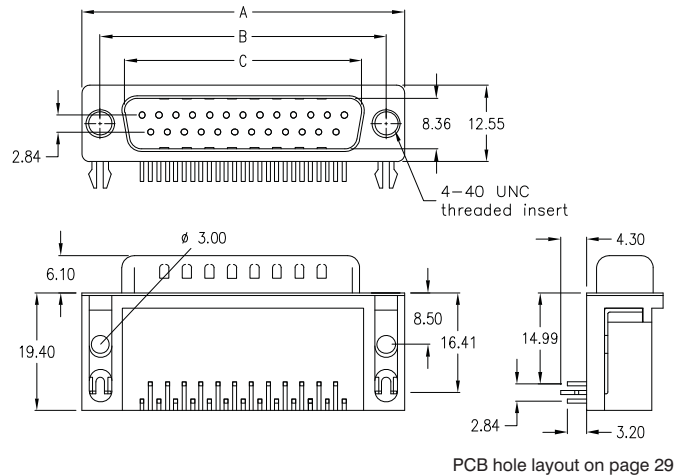 A
B
C
8.36
12.55
2.84
4-40 UNC
threaded insert
ø 3.00
4.30
6.10
8.50
16.41
14.99
19.40
2.84
3.20
PCB hole layout on page 29